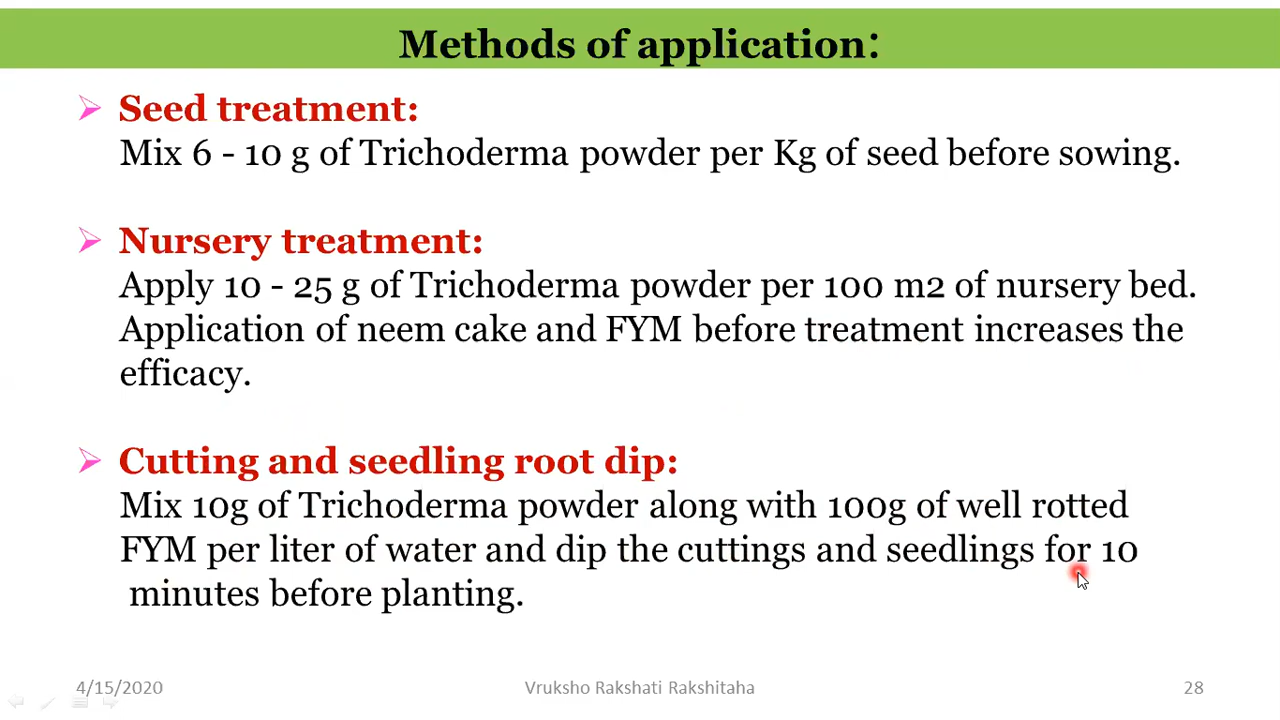 Methods of application:
Seed treatment:
Mix 6 - 10 g of Trichoderma powder per Kg of seed before sowing.
Nursery treatment:
Apply 10 - 25 g of Trichoderma powder per 100 m2 of nursery bed.
Application of neem cake and FYM before treatment increases the
efficacy.
Cutting and seedling root dip:
Mix 10g of Trichoderma powder along with 100g of well rotted
FYM per liter of water and dip the cuttings and seedlings for 10
minutes before planting.
4/15/2020
Vruksho Rakshati Rakshitaha
28